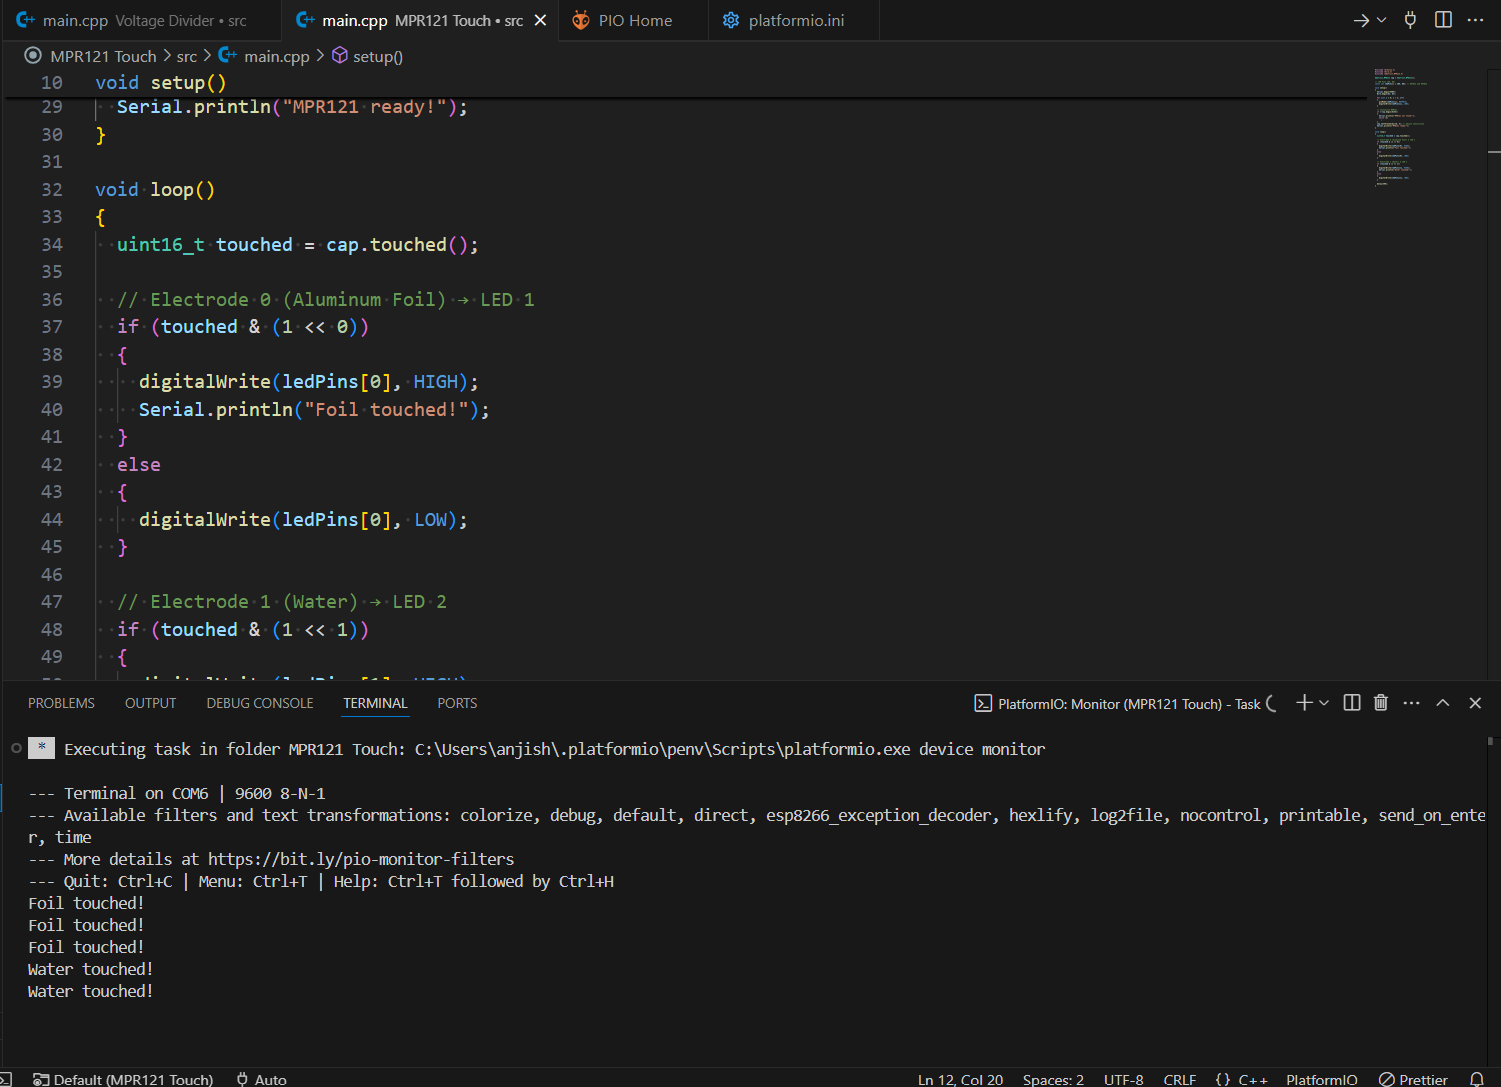 main.cpp Voltage Divider • src main.cpp MPR121 Touch • src PIO Home platformio.ini
MPR121 Touch > src > main.cpp > setup()
10 void setup()
29 Serial.println("MPR121 ready!");
30 }
31
32 void loop()
33 {
34 uint16_t touched = cap.touched();
35
36 // Electrode 0 (Aluminum Foil) → LED 1
37 if (touched & (1 << 0))
38 {
39 digitalWrite(ledPins[0], HIGH);
40 Serial.println("Foil touched!");
41 }
42 else
43 {
44 digitalWrite(ledPins[0], LOW);
45 }
46
47 // Electrode 1 (Water) → LED 2
48 if (touched & (1 << 1))
49 {
PROBLEMS OUTPUT DEBUG CONSOLE TERMINAL PORTS PlatformIO: Monitor (MPR121 Touch) - Task
* Executing task in folder MPR121 Touch: C:\Users\anjish\.platformio\penv\Scripts\platformio.exe device monitor
--- Terminal on COM6 | 9600 8-N-1
--- Available filters and text transformations: colorize, debug, default, direct, esp8266_exception_decoder, hexlify, log2file, nocontrol, printable, send_on_ente
r, time
--- More details at https://bit.ly/pio-monitor-filters
--- Quit: Ctrl+C | Menu: Ctrl+T | Help: Ctrl+T followed by Ctrl+H
Foil touched!
Foil touched!
Foil touched!
Water touched!
Water touched!
Default (MPR121 Touch) Auto Ln 12, Col 20 Spaces: 2 UTF-8 CRLF {} C++ PlatformIO Prettier